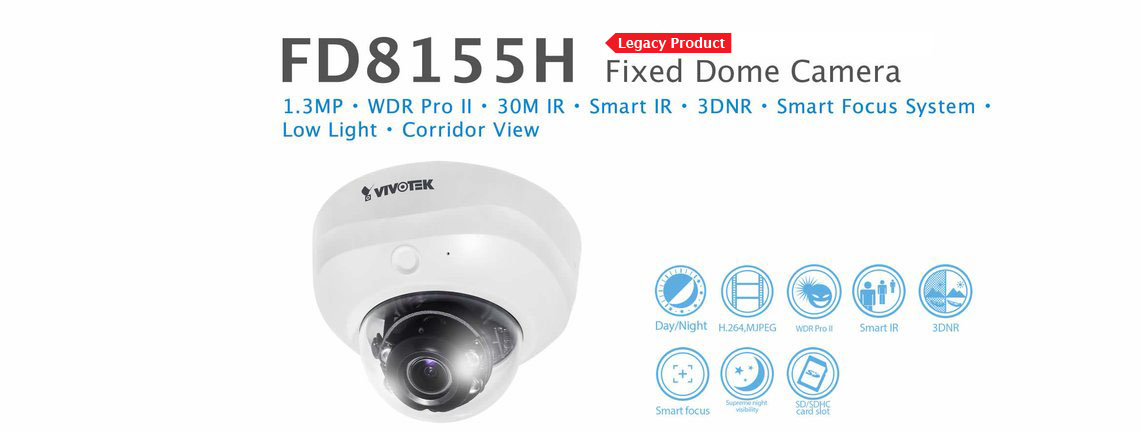 FD8155H
Legacy Product
Fixed Dome Camera
1.3MP • WDR Pro II • 30M IR • Smart IR • 3DNR • Smart Focus System •
Low Light • Corridor View
VIVOTEK
Day/Night
H.264,MJPEG
WDR Pro II
Smart IR
3DNR
SD
Smart focus
Supreme night
visibility
SD/SDHC
card slot